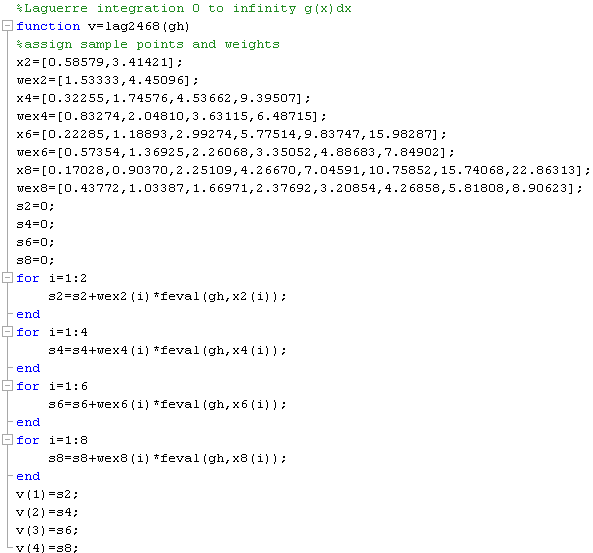 %Laguerre integration 0 to infinity g(x)dx
function v=lag2468(gh)
%assign sample points and weights
x2=[0.58579,3.41421];
wex2=[1.53333,4.45096];
x4=[0.32255,1.74576,4.53662,9.39507];
wex4=[0.83274,2.04810,3.63115,6.48715];
x6=[0.22285,1.18893,2.99274,5.77514,9.83747,15.98287];
wex6=[0.57354,1.36925,2.26068,3.35052,4.88683,7.84902];
x8=[0.17028,0.90370,2.25109,4.26670,7.04591,10.75852,15.74068,22.86313];
wex8=[0.43772,1.03387,1.66971,2.37692,3.20854,4.26858,5.81808,8.90623];
s2=0;
s4=0;
s6=0;
s8=0;
for i=1:2
    s2=s2+wex2(i)*feval(gh,x2(i));
end
for i=1:4
    s4=s4+wex4(i)*feval(gh,x4(i));
end
for i=1:6
    s6=s6+wex6(i)*feval(gh,x6(i));
end
for i=1:8
    s8=s8+wex8(i)*feval(gh,x8(i));
end
v(1)=s2;
v(2)=s4;
v(3)=s6;
v(4)=s8;